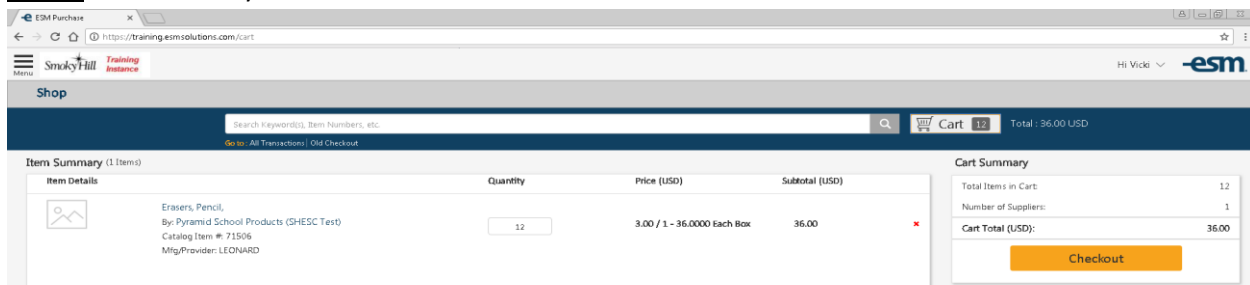 ESM Purchase
https://training.esmsolutions.com/cart
Menu
SmokyHill
Training
Instance
Hi Vicki
esm.
Shop
Search Keyword(s), Item Numbers, etc.
Cart 12
Total : 36.00 USD
Go to : All Transactions | Old Checkout
Item Summary (1 Items)
Cart Summary
Item Details Quantity Price (USD) Subtotal (USD)
Total Items in Cart: 12
Erasers, Pencil,
Number of Suppliers: 1
By: Pyramid School Products (SHESC Test)
12 3.00 / 1 - 36.0000 Each Box 36.00
Cart Total (USD): 36.00
Catalog Item #: 71506
Mfg/Provider: LEONARD
Checkout